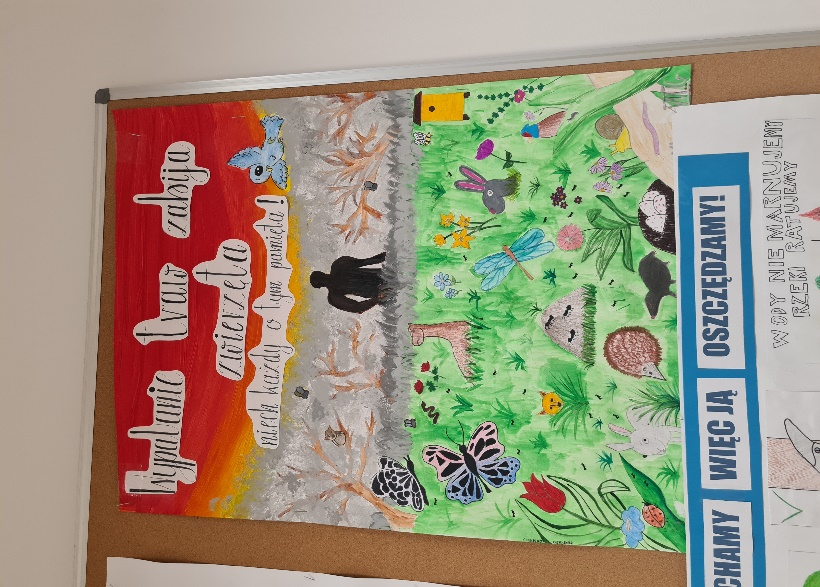 Wypalanie traw zabija
zwierzęta
niech każdy o tym pamięta!
CHAMY WIĘC JĄ OSZCZĘDZAMY!
WODY NIE MARNUJEMY
RZEKI RATUJEMY